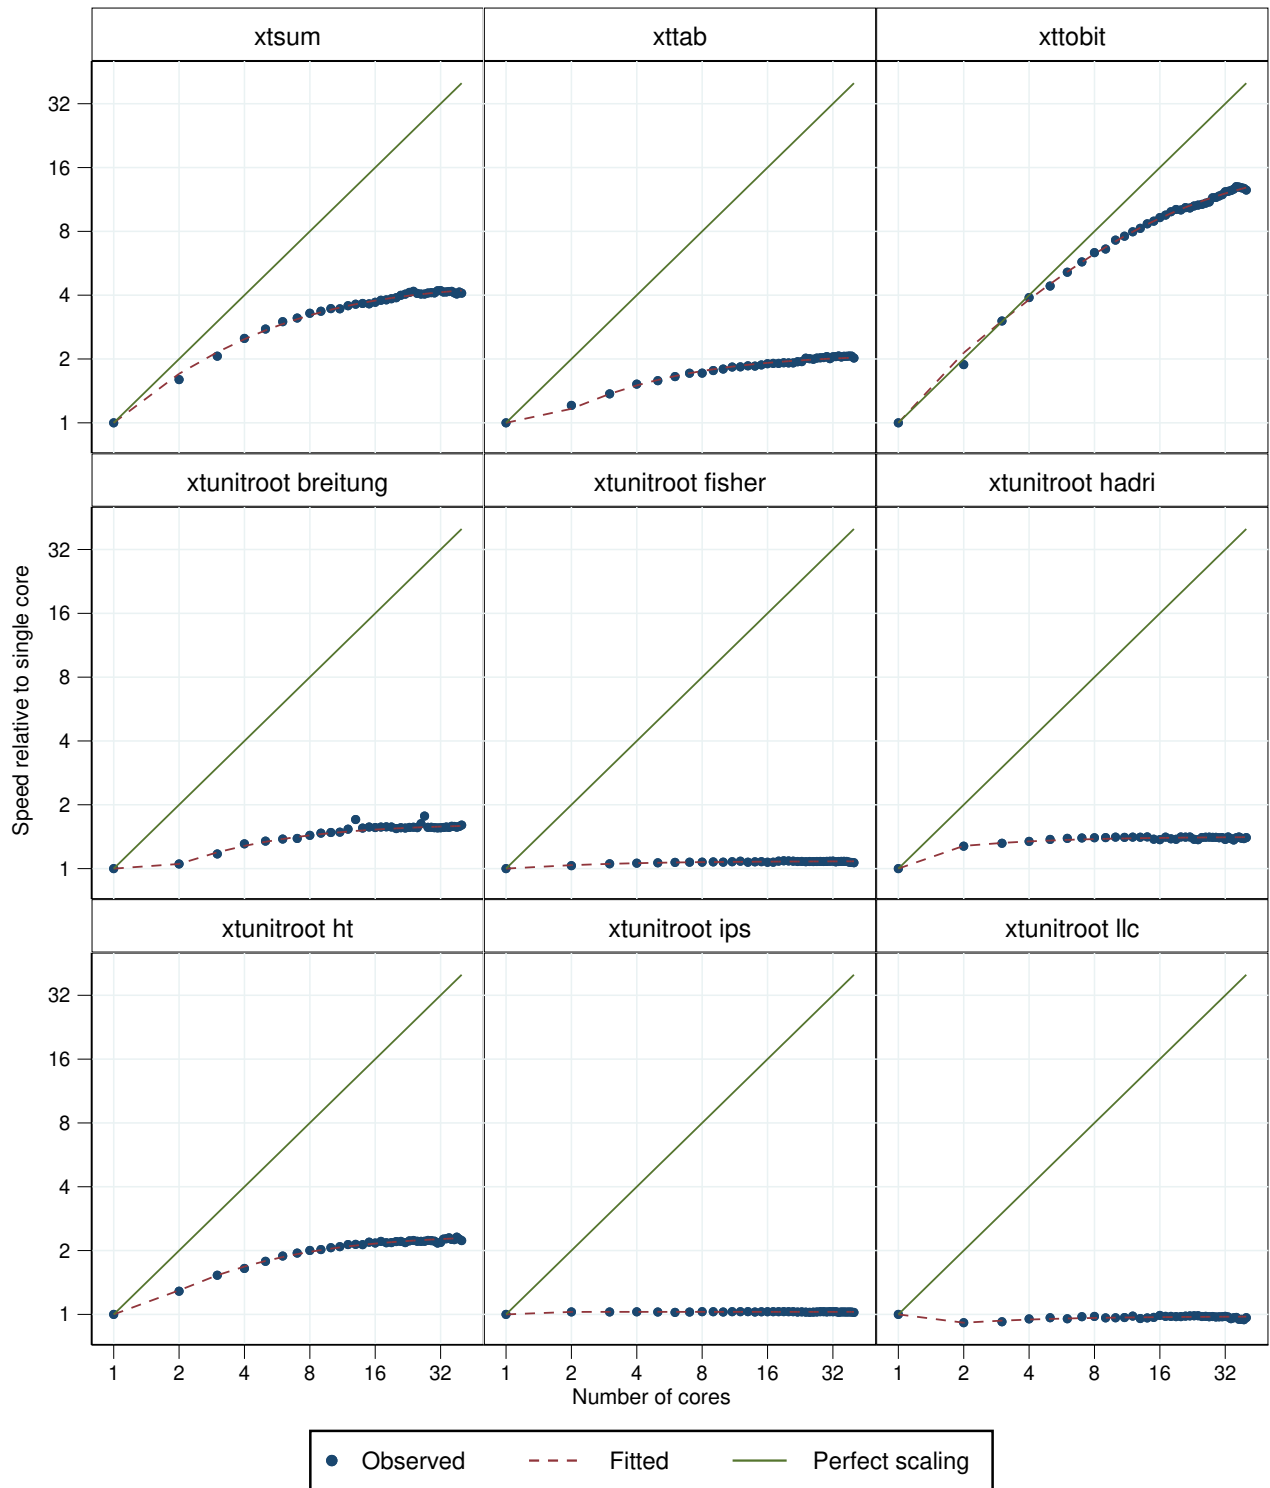 xtsum
xttab
xttobit
32
16
8
4
2
1
xtunitroot breitung
xtunitroot fisher
xtunitroot hadri
32
16
8
4
2
1
Speed relative to single core
xtunitroot ht
xtunitroot ips
xtunitroot llc
32
16
8
4
2
1
1 2 4 8 16 32
1 2 4 8 16 32
1 2 4 8 16 32
Number of cores
Observed
Fitted
Perfect scaling